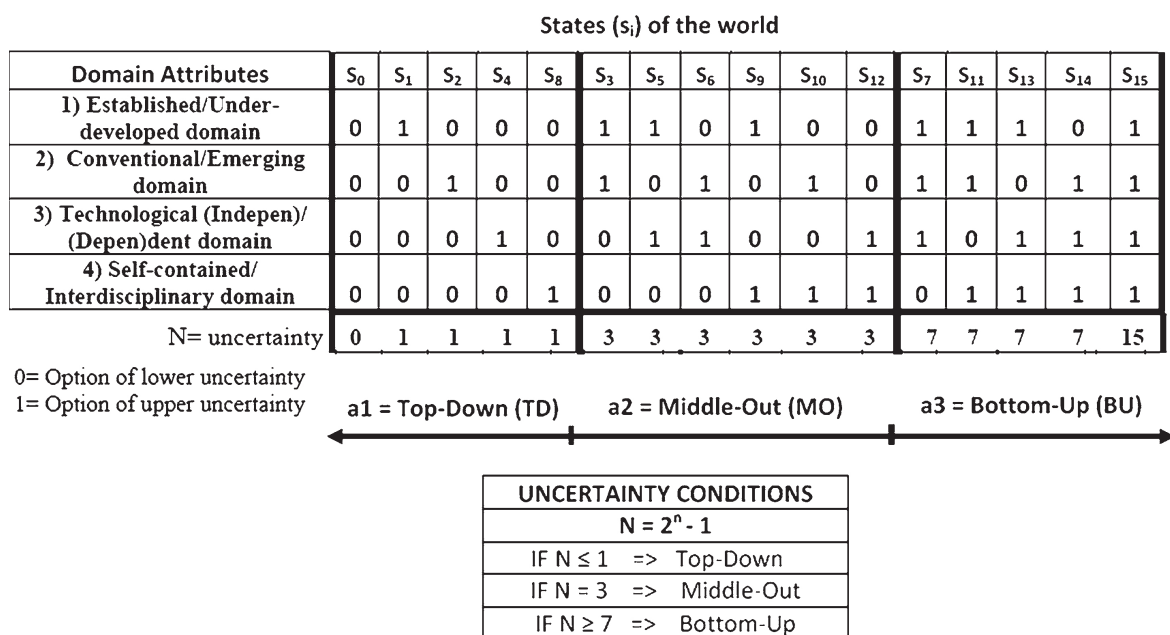 States (sᵢ) of the world
Domain Attributes S₀ S₁ S₂ S₄ S₈ S₃ S₅ S₆ S₉ S₁₀ S₁₂ S₇ S₁₁ S₁₃ S₁₄ S₁₅
1) Established/Under-
developed domain 0 1 0 0 0 1 1 0 1 0 0 1 1 1 0 1
2) Conventional/Emerging
domain 0 0 1 0 0 1 0 1 0 1 0 1 1 0 1 1
3) Technological (Indepen)/
(Depen)dent domain 0 0 0 1 0 0 1 1 0 0 1 1 0 1 1 1
4) Self-contained/
Interdisciplinary domain 0 0 0 0 1 0 0 0 1 1 1 0 1 1 1 1
N= uncertainty 0 1 1 1 1 3 3 3 3 3 3 7 7 7 7 15
0= Option of lower uncertainty
1= Option of upper uncertainty
a1 = Top-Down (TD) a2 = Middle-Out (MO) a3 = Bottom-Up (BU)
UNCERTAINTY CONDITIONS
N = 2ⁿ - 1
IF N ≤ 1 => Top-Down
IF N = 3 => Middle-Out
IF N ≥ 7 => Bottom-Up